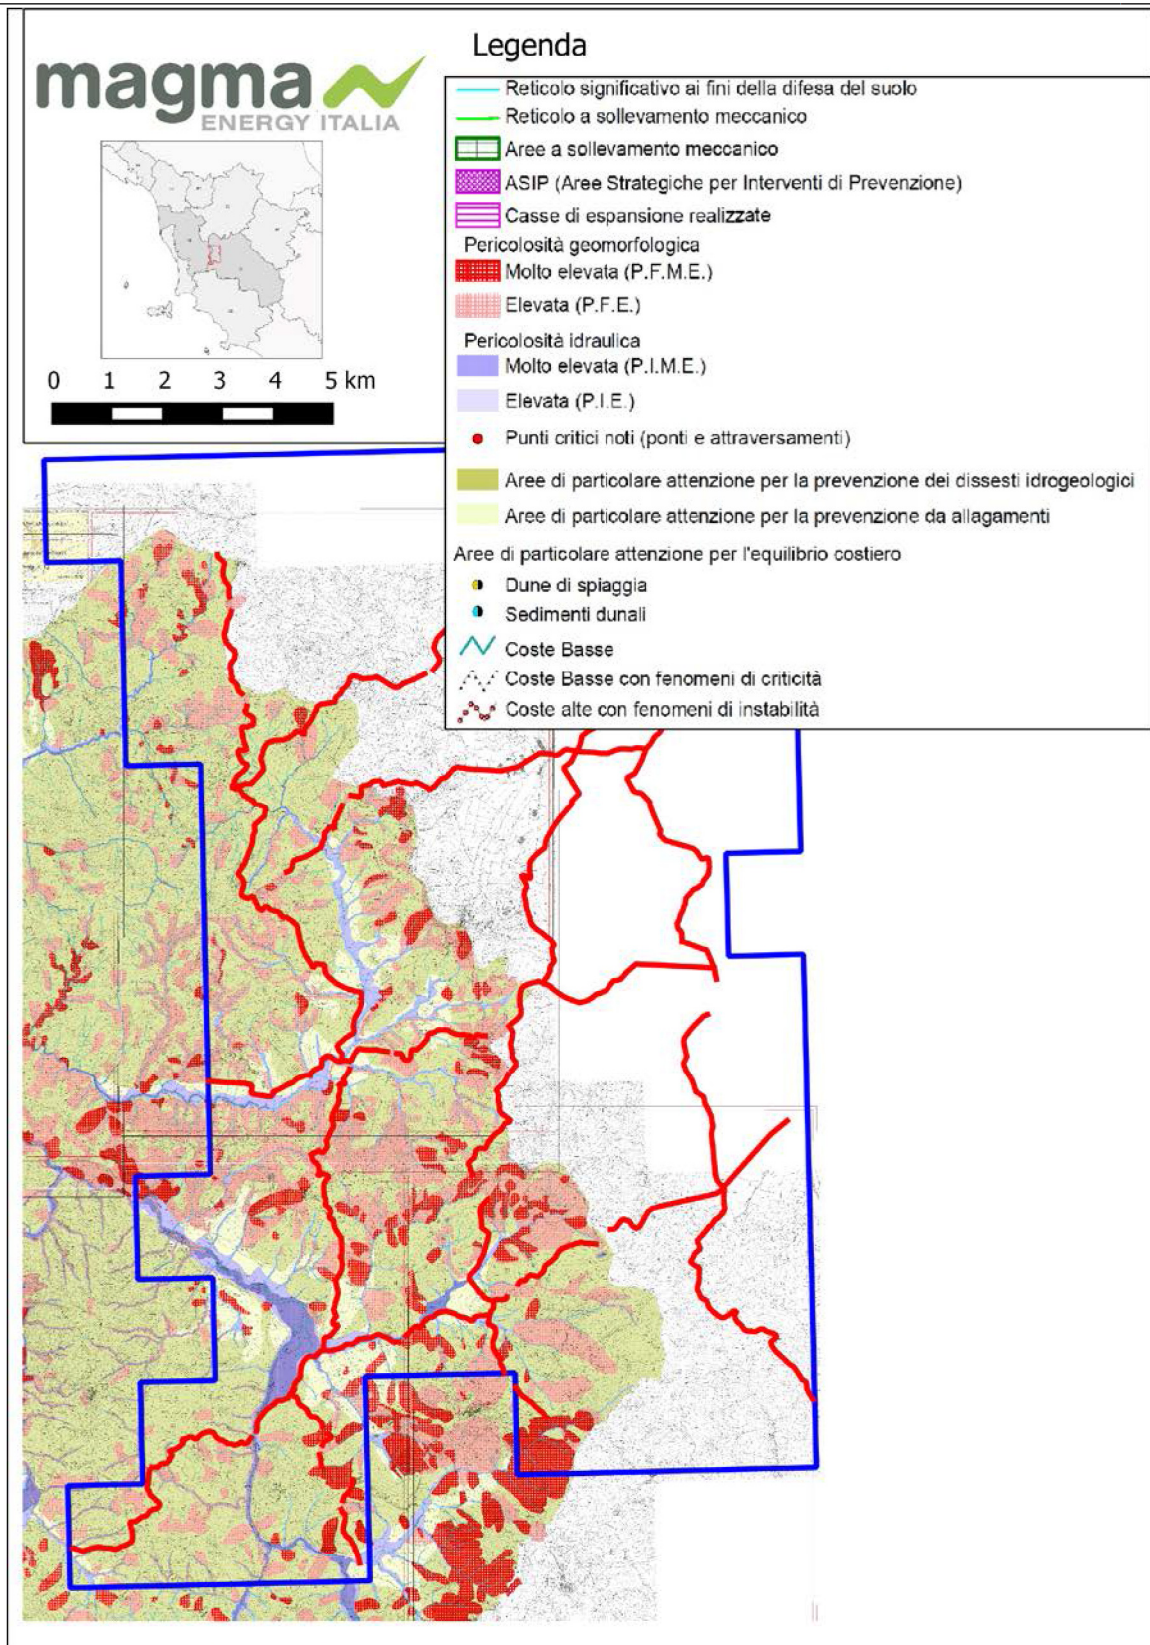 magma
ENERGY ITALIA
0 1 2 3 4 5 km
Legenda
Reticolo significativo ai fini della difesa del suolo
Reticolo a sollevamento meccanico
Aree a sollevamento meccanico
ASIP (Aree Strategiche per Interventi di Prevenzione)
Casse di espansione realizzate
Pericolosità geomorfologica
Molto elevata (P.F.M.E.)
Elevata (P.F.E.)
Pericolosità idraulica
Molto elevata (P.I.M.E.)
Elevata (P.I.E.)
Punti critici noti (ponti e attraversamenti)
Aree di particolare attenzione per la prevenzione dei dissesti idrogeologici
Aree di particolare attenzione per la prevenzione da allagamenti
Aree di particolare attenzione per l'equilibrio costiero
Dune di spiaggia
Sedimenti dunali
Coste Basse
Coste Basse con fenomeni di criticità
Coste alte con fenomeni di instabilità